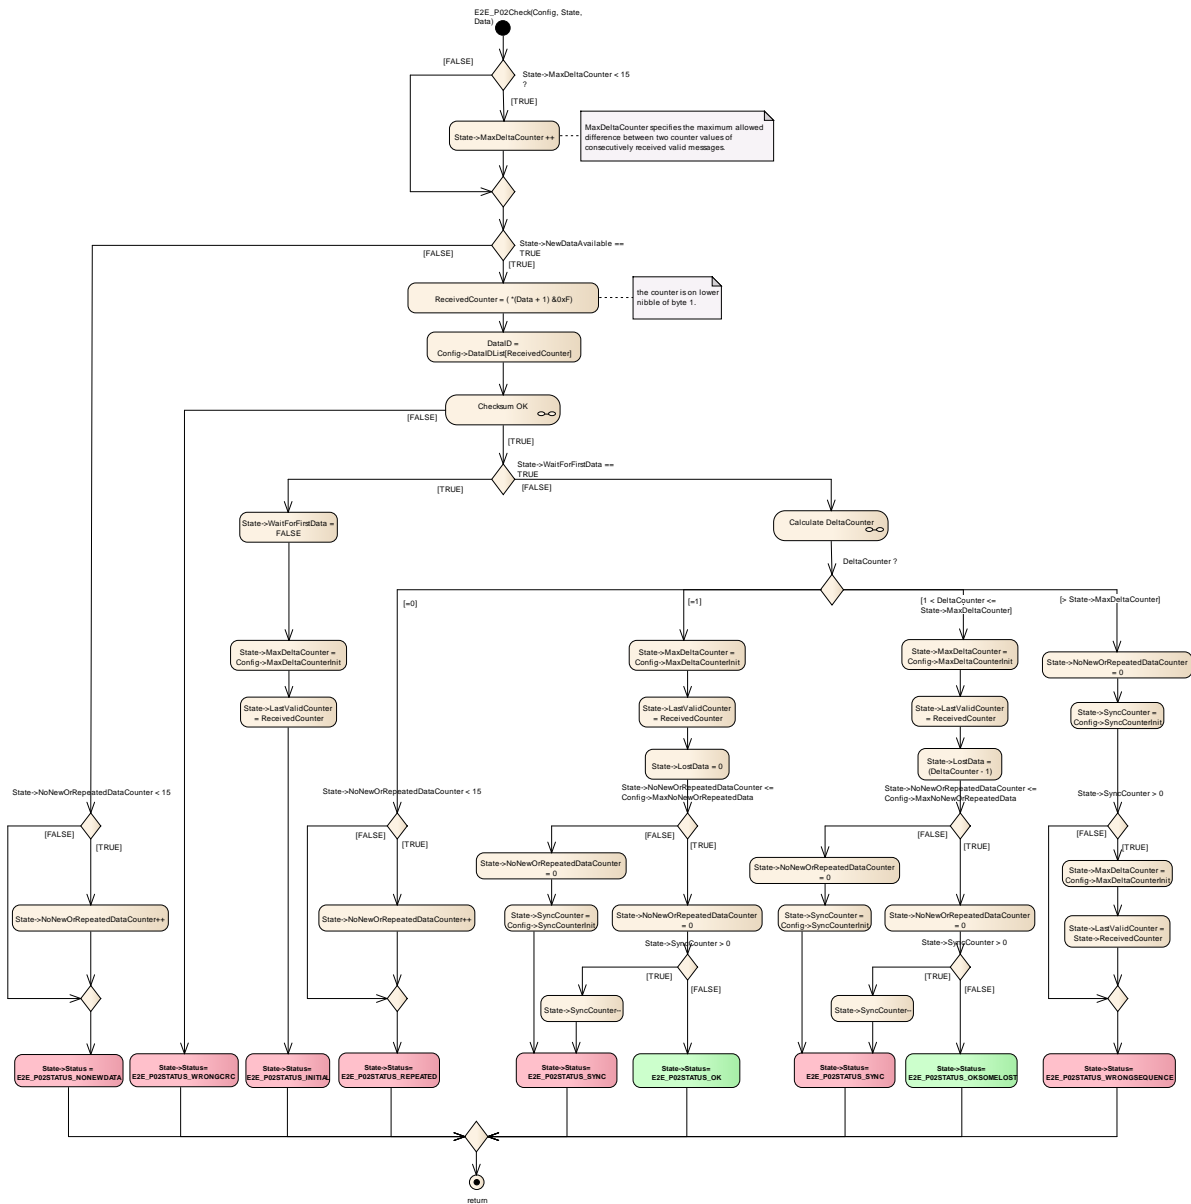 E2E_P02Check(Config, State,
Data)
[FALSE]
State->MaxDeltaCounter < 15
?
[TRUE]
State->MaxDeltaCounter ++
MaxDeltaCounter specifies the maximum allowed
difference between two counter values of
consecutively received valid messages.
State->NewDataAvailable ==
TRUE
[FALSE]
[TRUE]
ReceivedCounter = ( *(Data + 1) &0xF)
the counter is on lower
nibble of byte 1.
DataID =
Config->DataIDList[ReceivedCounter]
Checksum OK
[FALSE]
[TRUE]
State->WaitForFirstData ==
TRUE
[TRUE]
[FALSE]
State->WaitForFirstData =
FALSE
Calculate DeltaCounter
DeltaCounter ?
[=0]
[=1]
[1 < DeltaCounter <=
State->MaxDeltaCounter]
[> State->MaxDeltaCounter]
State->MaxDeltaCounter =
Config->MaxDeltaCounterInit
State->MaxDeltaCounter =
Config->MaxDeltaCounterInit
State->MaxDeltaCounter =
Config->MaxDeltaCounterInit
State->NoNewOrRepeatedDataCounter
= 0
State->LastValidCounter
= ReceivedCounter
State->LastValidCounter
= ReceivedCounter
State->LastValidCounter
= ReceivedCounter
State->SyncCounter =
Config->SyncCounterInit
State->LostData = 0
State->LostData =
(DeltaCounter - 1)
State->NoNewOrRepeatedDataCounter < 15
State->NoNewOrRepeatedDataCounter < 15
State->NoNewOrRepeatedDataCounter <=
Config->MaxNoNewOrRepeatedData
State->NoNewOrRepeatedDataCounter <=
Config->MaxNoNewOrRepeatedData
State->SyncCounter > 0
[FALSE]
[TRUE]
[FALSE]
[TRUE]
[FALSE]
[TRUE]
[FALSE]
[TRUE]
[FALSE]
[TRUE]
State->NoNewOrRepeatedDataCounter
= 0
State->NoNewOrRepeatedDataCounter
= 0
State->MaxDeltaCounter =
Config->MaxDeltaCounterInit
State->NoNewOrRepeatedDataCounter++
State->NoNewOrRepeatedDataCounter++
State->SyncCounter =
Config->SyncCounterInit
State->NoNewOrRepeatedDataCounter
= 0
State->SyncCounter =
Config->SyncCounterInit
State->NoNewOrRepeatedDataCounter
= 0
State->LastValidCounter =
State->ReceivedCounter
State->SyncCounter > 0
State->SyncCounter > 0
[TRUE]
[FALSE]
[TRUE]
[FALSE]
State->SyncCounter--
State->SyncCounter--
State->Status =
E2E_P02STATUS_NONEWDATA
State->Status=
E2E_P02STATUS_WRONGCRC
State->Status=
E2E_P02STATUS_INITIAL
State->Status=
E2E_P02STATUS_REPEATED
State->Status=
E2E_P02STATUS_SYNC
State->Status=
E2E_P02STATUS_OK
State->Status=
E2E_P02STATUS_SYNC
State->Status=
E2E_P02STATUS_OKSOMELOST
State->Status=
E2E_P02STATUS_WRONGSEQUENCE
return